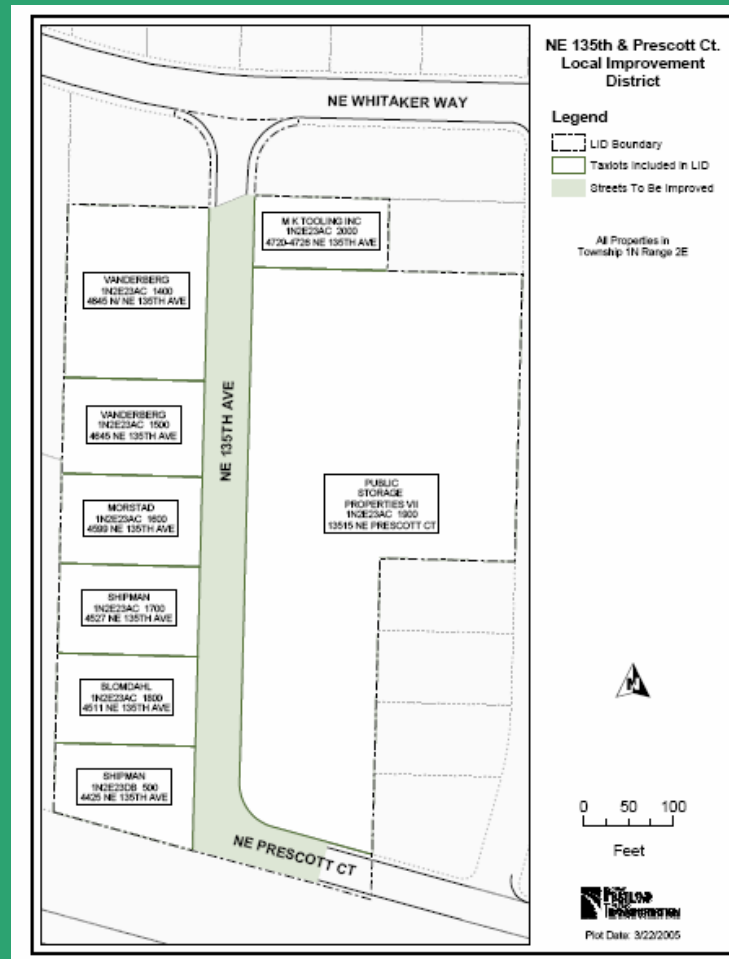 NE 135th & Prescott Ct.
Local Improvement
District
Legend
LID Boundary
Taxlots Included in LID
Streets To Be Improved
All Properties in
Township 1N Range 2E
NE WHITAKER WAY
M K TOOLING INC
1N2E23AC 2000
4720-4728 NE 135TH AVE
VANDERBERG
1N2E23AC 1400
4645 N/ NE 135TH AVE
NE 135TH AVE
VANDERBERG
1N2E23AC 1500
4645 NE 135TH AVE
PUBLIC
STORAGE
PROPERTIES VII
1N2E23AC 1900
13515 NE PRESCOTT CT
MORSTAD
1N2E23AC 1600
4599 NE 135TH AVE
SHIPMAN
1N2E23AC 1700
4527 NE 135TH AVE
BLOMDAHL
1N2E23AC 1800
4511 NE 135TH AVE
SHIPMAN
1N2E23DB 500
4425 NE 135TH AVE
NE PRESCOTT CT
N
0 50 100
Feet
PORTLAND
TRANSPORTATION
Plot Date: 3/22/2005